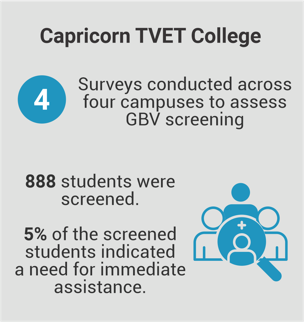 Capricorn TVET College
4
Surveys conducted across
four campuses to assess
GBV screening
888 students were
screened.
5% of the screened
students indicated
a need for immediate
assistance.